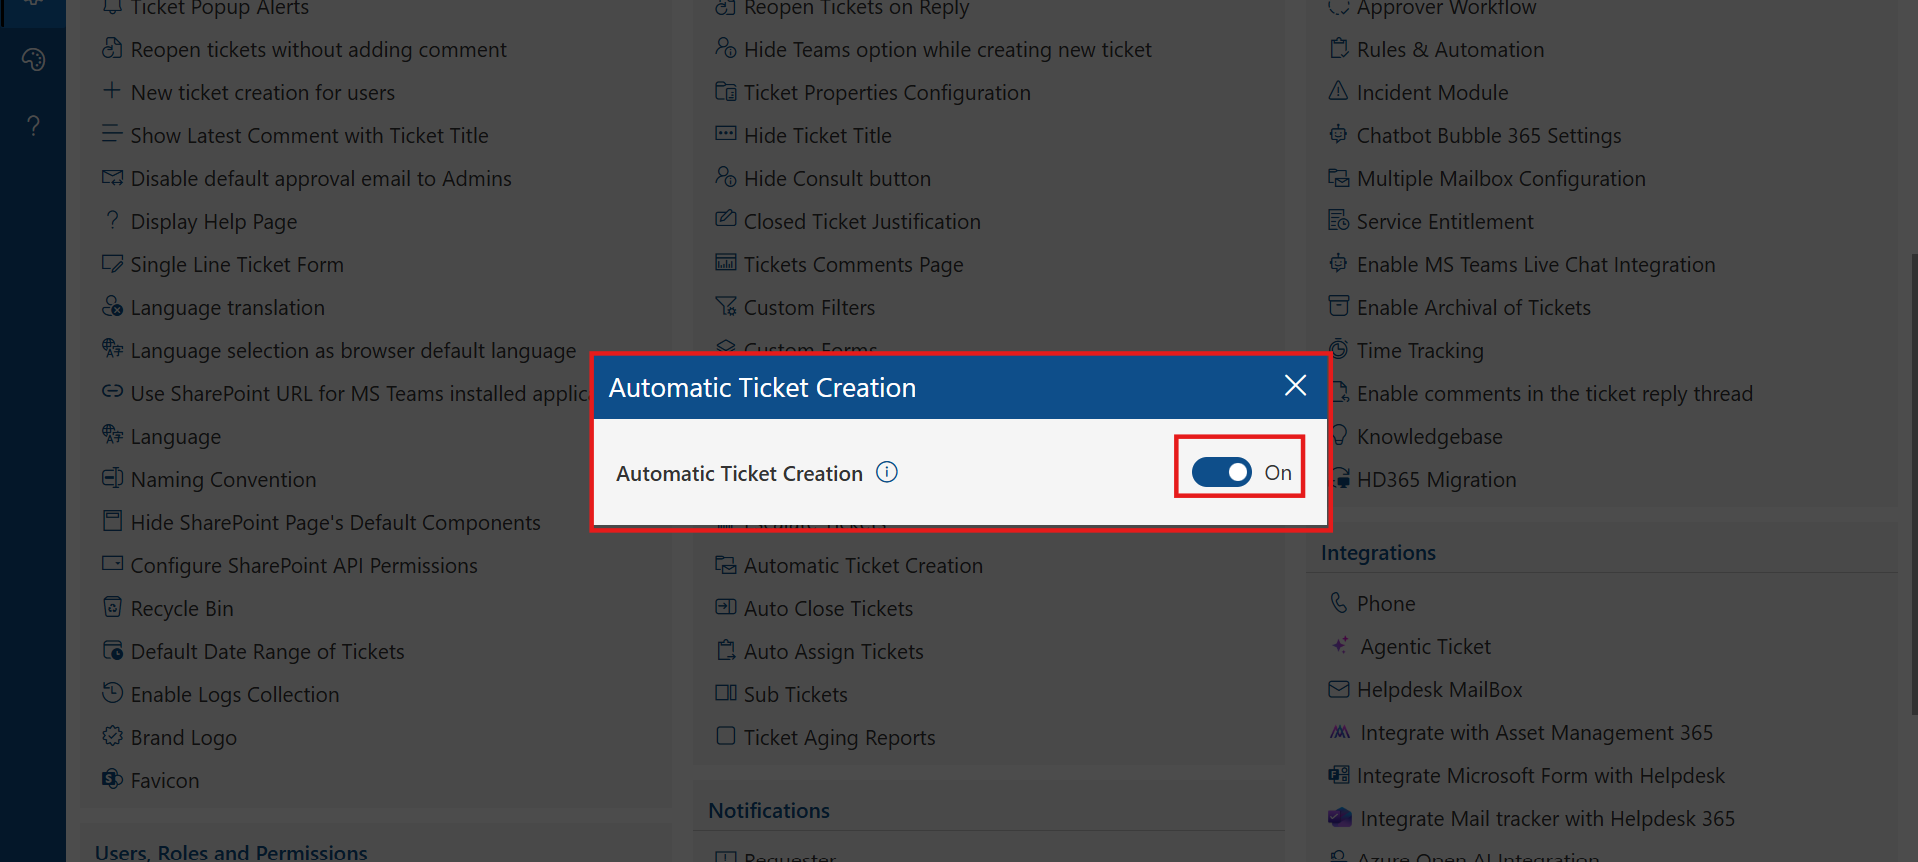 Ticket Popup Alerts
Reopen tickets without adding comment
New ticket creation for users
Show Latest Comment with Ticket Title
Disable default approval email to Admins
Display Help Page
Single Line Ticket Form
Language translation
Language selection as browser default language
Use SharePoint URL for MS Teams installed applic
Language
Naming Convention
Hide SharePoint Page's Default Components
Configure SharePoint API Permissions
Recycle Bin
Default Date Range of Tickets
Enable Logs Collection
Brand Logo
Favicon
Users, Roles and Permissions
Reopen Tickets on Reply
Hide Teams option while creating new ticket
Ticket Properties Configuration
Hide Ticket Title
Hide Consult button
Closed Ticket Justification
Tickets Comments Page
Custom Filters
Custom Forms
Automatic Ticket Creation
Automatic Ticket Creation
On
Escalate Tickets
Automatic Ticket Creation
Auto Close Tickets
Auto Assign Tickets
Sub Tickets
Ticket Aging Reports
Notifications
Requester
Approver Workflow
Rules & Automation
Incident Module
Chatbot Bubble 365 Settings
Multiple Mailbox Configuration
Service Entitlement
Enable MS Teams Live Chat Integration
Enable Archival of Tickets
Time Tracking
Enable comments in the ticket reply thread
Knowledgebase
HD365 Migration
Integrations
Phone
Agentic Ticket
Helpdesk MailBox
Integrate with Asset Management 365
Integrate Microsoft Form with Helpdesk
Integrate Mail tracker with Helpdesk 365
Azure Open AI Integration